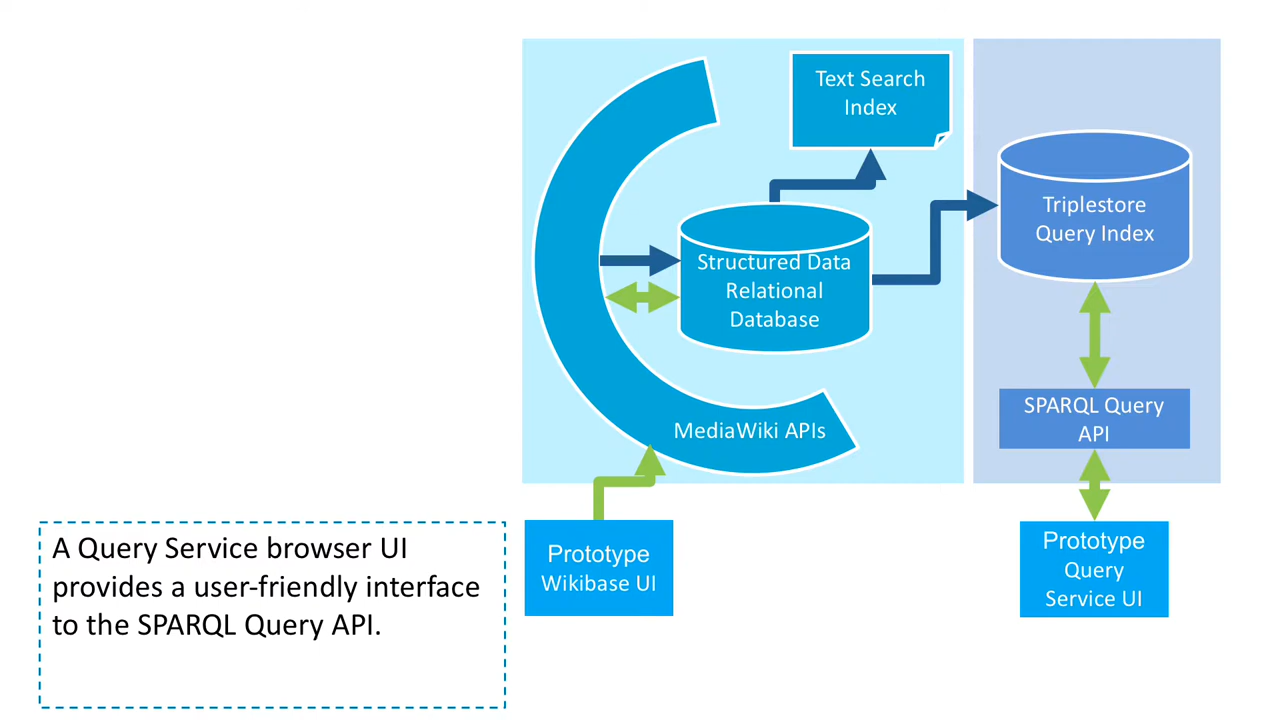 Text Search
Index
Triplestore
Query Index
Structured Data
Relational
Database
SPARQL Query
API
MediaWiki APIs
Prototype
Wikibase UI
Prototype
Query
Service UI
A Query Service browser UI
provides a user-friendly interface
to the SPARQL Query API.